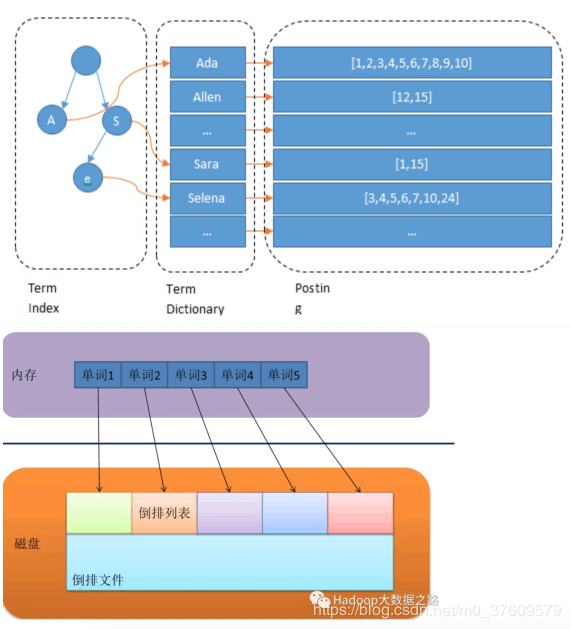 Ada
[1,2,3,4,5,6,7,8,9,10]
Allen
[12,15]
A
S
...
...
Sara
[1,15]
e
Selena
[3,4,5,6,7,10,24]
...
...
Term
Index
Term
Dictionary
Postin
g
内存
单词1 单词2 单词3 单词4 单词5
倒排列表
磁盘
倒排文件
Hadoop大数据之路
https://blog.csdn.net/m0_37609579